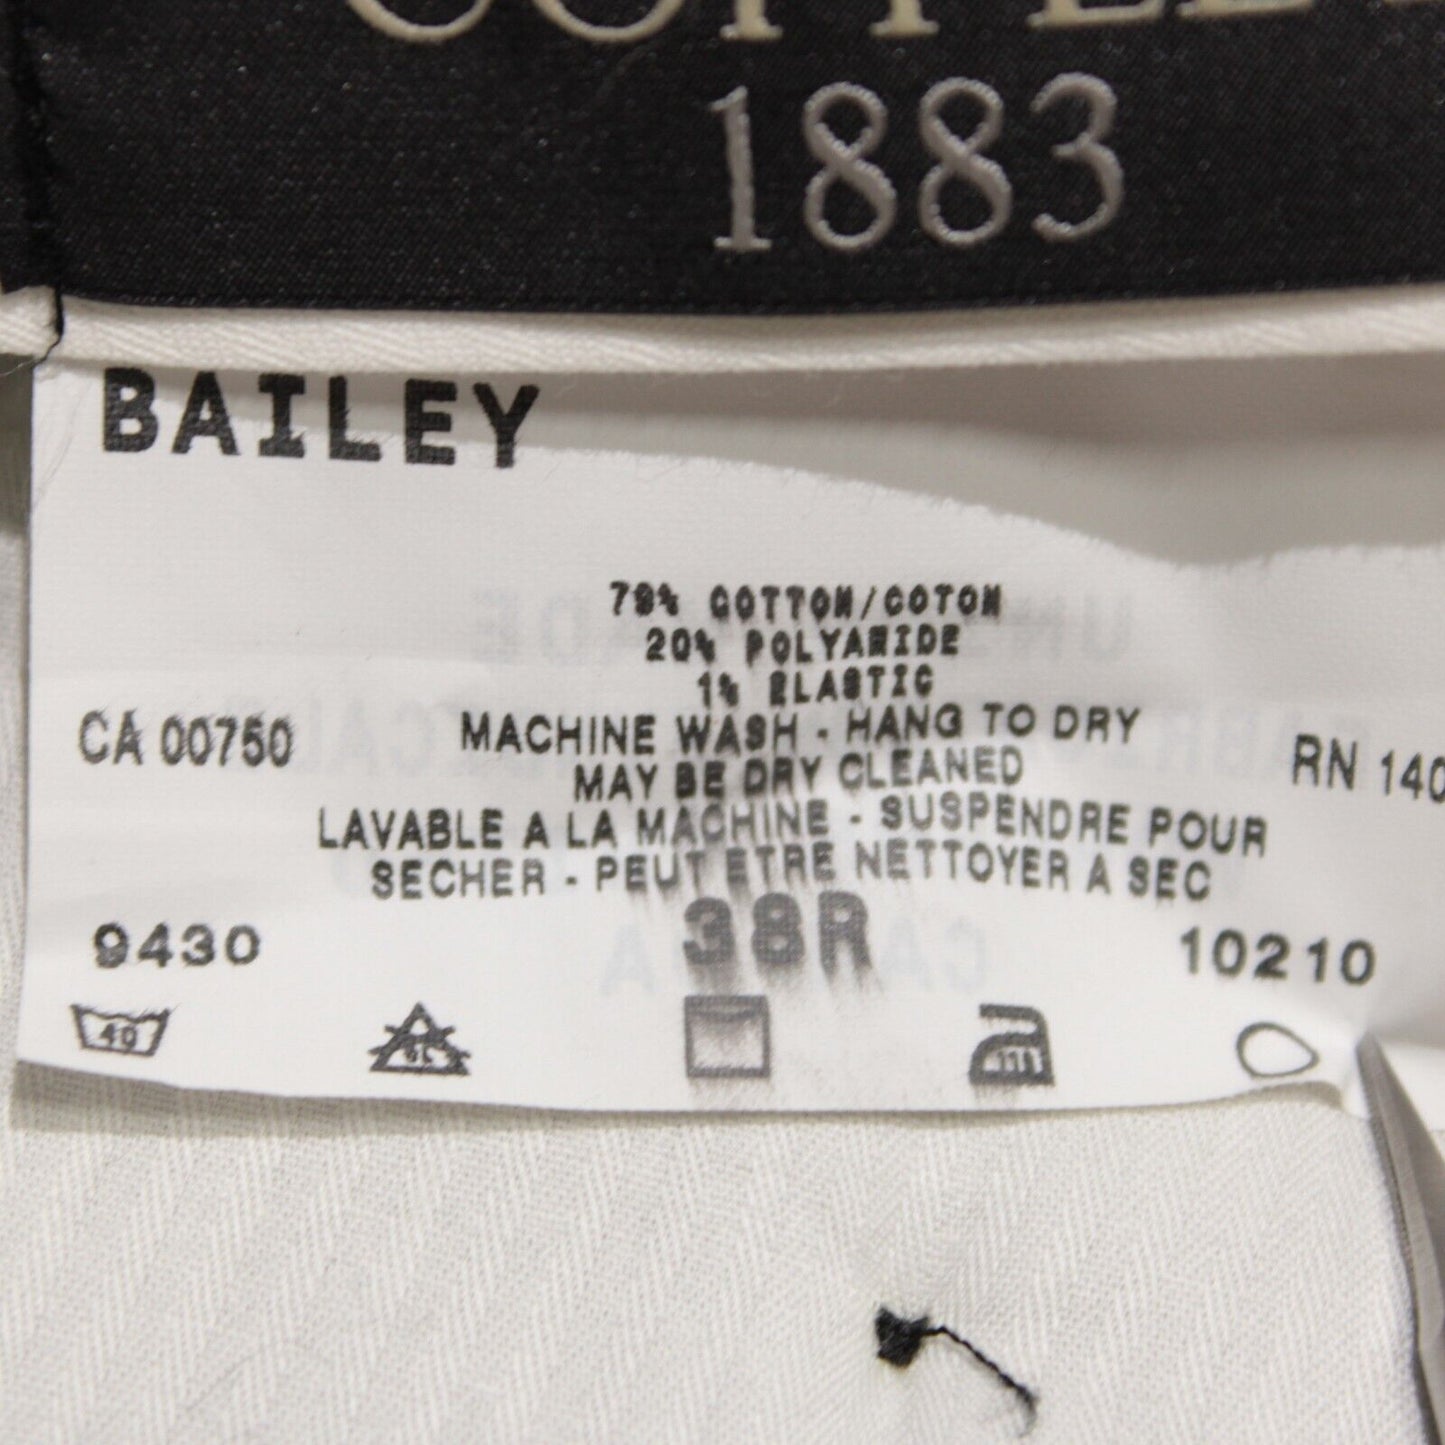 1883
BAILEY
79% COTTON/COTON
20% POLYAMIDE
1% ELASTIC
CA 00750
MACHINE WASH - HANG TO DRY
MAY BE DRY CLEANED
RN 140
LAVABLE A LA MACHINE - SUSPENDRE POUR
SECHER - PEUT ETRE NETTOYER A SEC
9430
38R
10210
40